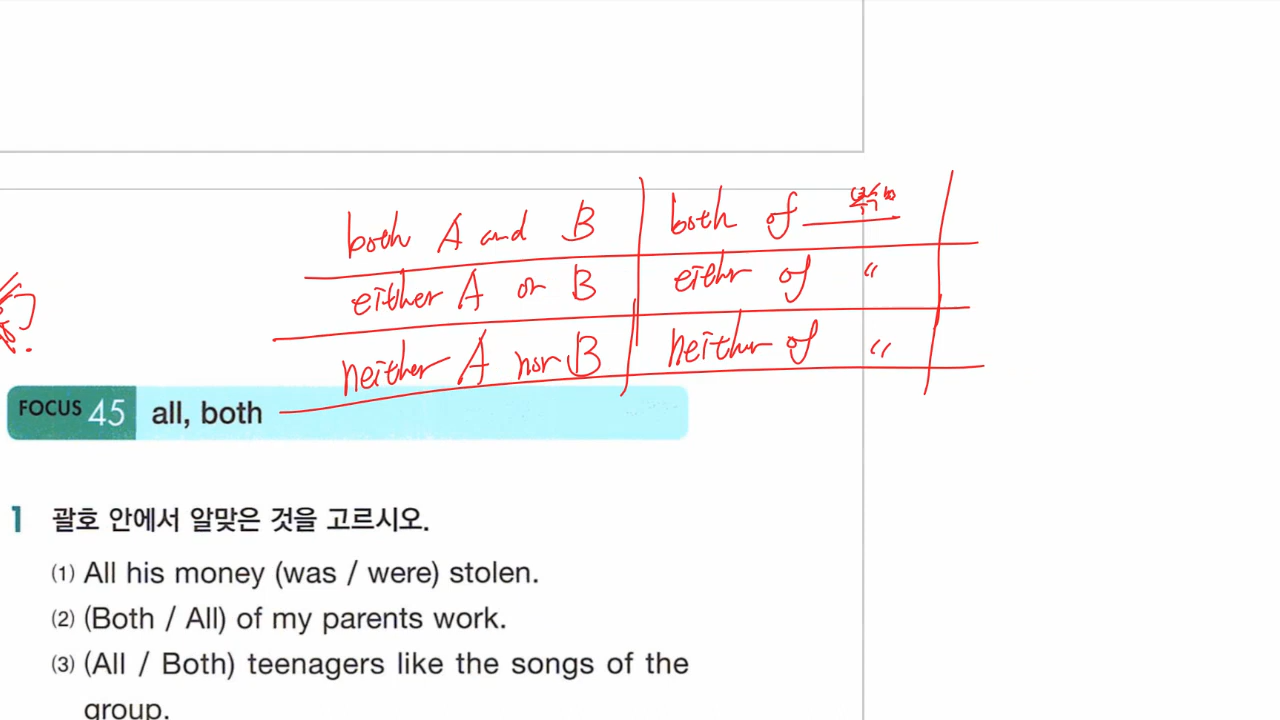 both A and B both of 복수
either A or B either of "
neither A nor B neither of "
FOCUS 45 all, both
1 괄호 안에서 알맞은 것을 고르시오.
(1) All his money (was / were) stolen.
(2) (Both / All) of my parents work.
(3) (All / Both) teenagers like the songs of the
group.